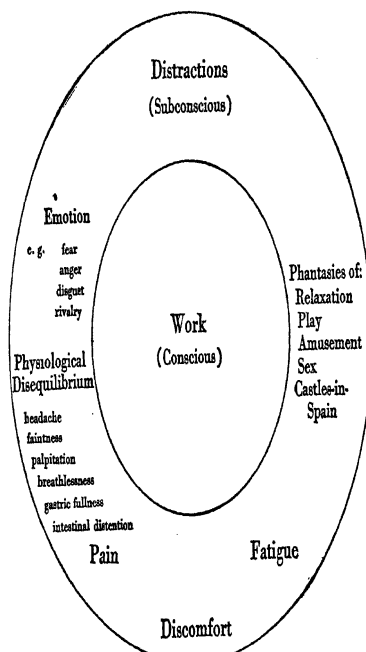 Distractions
(Subconscious)
Emotion
e. g. fear
anger
disgust
rivalry
Physiological
Disequilibrium
headache
faintness
palpitation
breathlessness
gastric fullness
intestinal distention
Pain
Work
(Conscious)
Phantasies of:
Relaxation
Play
Amusement
Sex
Castles-in-
Spain
Fatigue
Discomfort